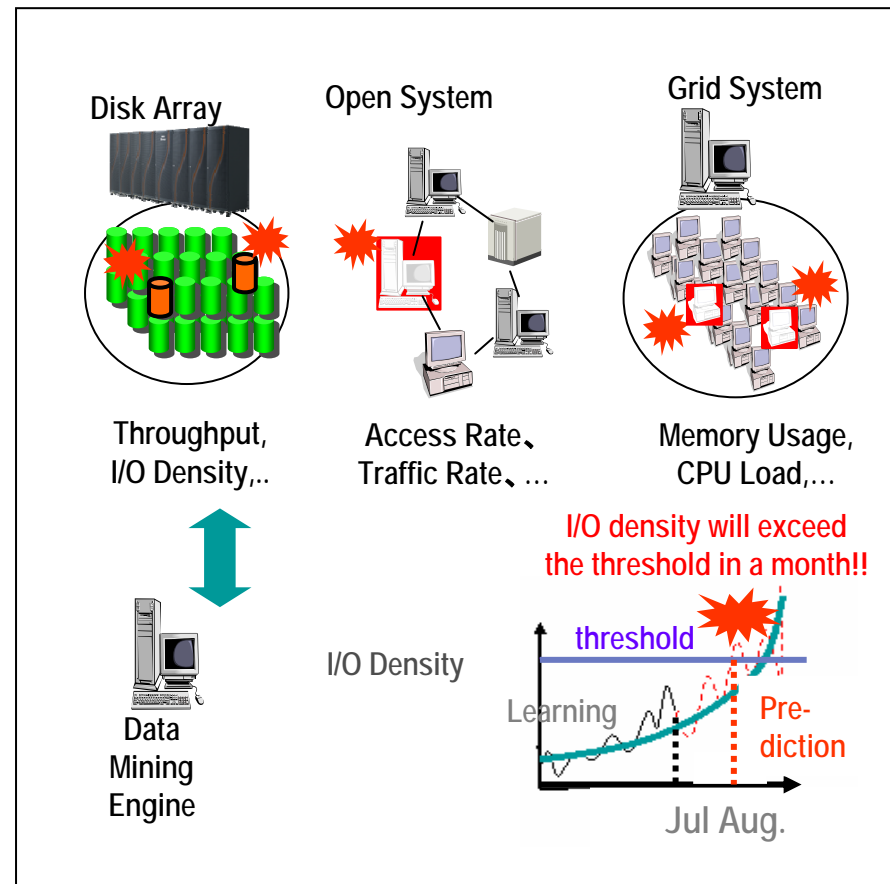 Disk Array
Open System
Grid System
Throughput,
I/O Density,..
Access Rate、
Traffic Rate、…
Memory Usage,
CPU Load,…
I/O density will exceed
the threshold in a month!!
threshold
I/O Density
Learning
Pre-
diction
Data
Mining
Engine
Jul Aug.